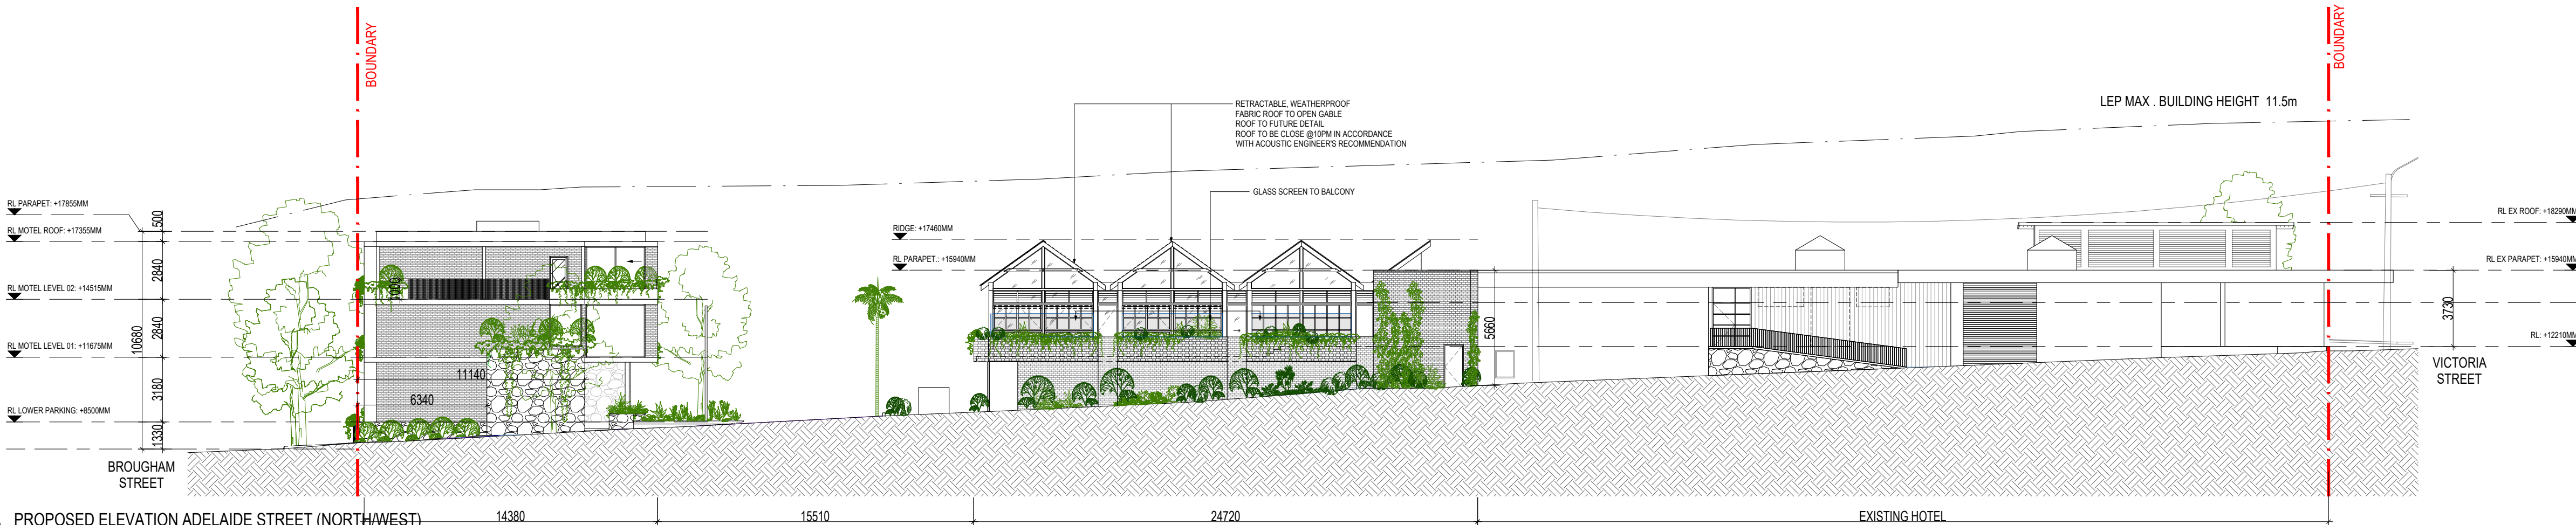 BOUNDARY
BOUNDARY
LEP MAX . BUILDING HEIGHT 11.5m
RETRACTABLE, WEATHERPROOF
FABRIC ROOF TO OPEN GABLE
ROOF TO FUTURE DETAIL
ROOF TO BE CLOSE @10PM IN ACCORDANCE
WITH ACOUSTIC ENGINEER'S RECOMMENDATION
GLASS SCREEN TO BALCONY
RL PARAPET: +17855MM
RL MOTEL ROOF: +17355MM
RL MOTEL LEVEL 02: +14515MM
RL MOTEL LEVEL 01: +11675MM
RL LOWER PARKING: +8500MM
500
2840
2840
3180
1330
10680
1000
11140
6340
RIDGE: +17460MM
RL PARAPET.: +15940MM
5660
RL EX ROOF: +18290MM
RL EX PARAPET: +15940MM
3730
RL: +12210MM
VICTORIA
STREET
BROUGHAM
STREET
14380
15510
24720
EXISTING HOTEL
PROPOSED ELEVATION ADELAIDE STREET (NORTH/WEST)